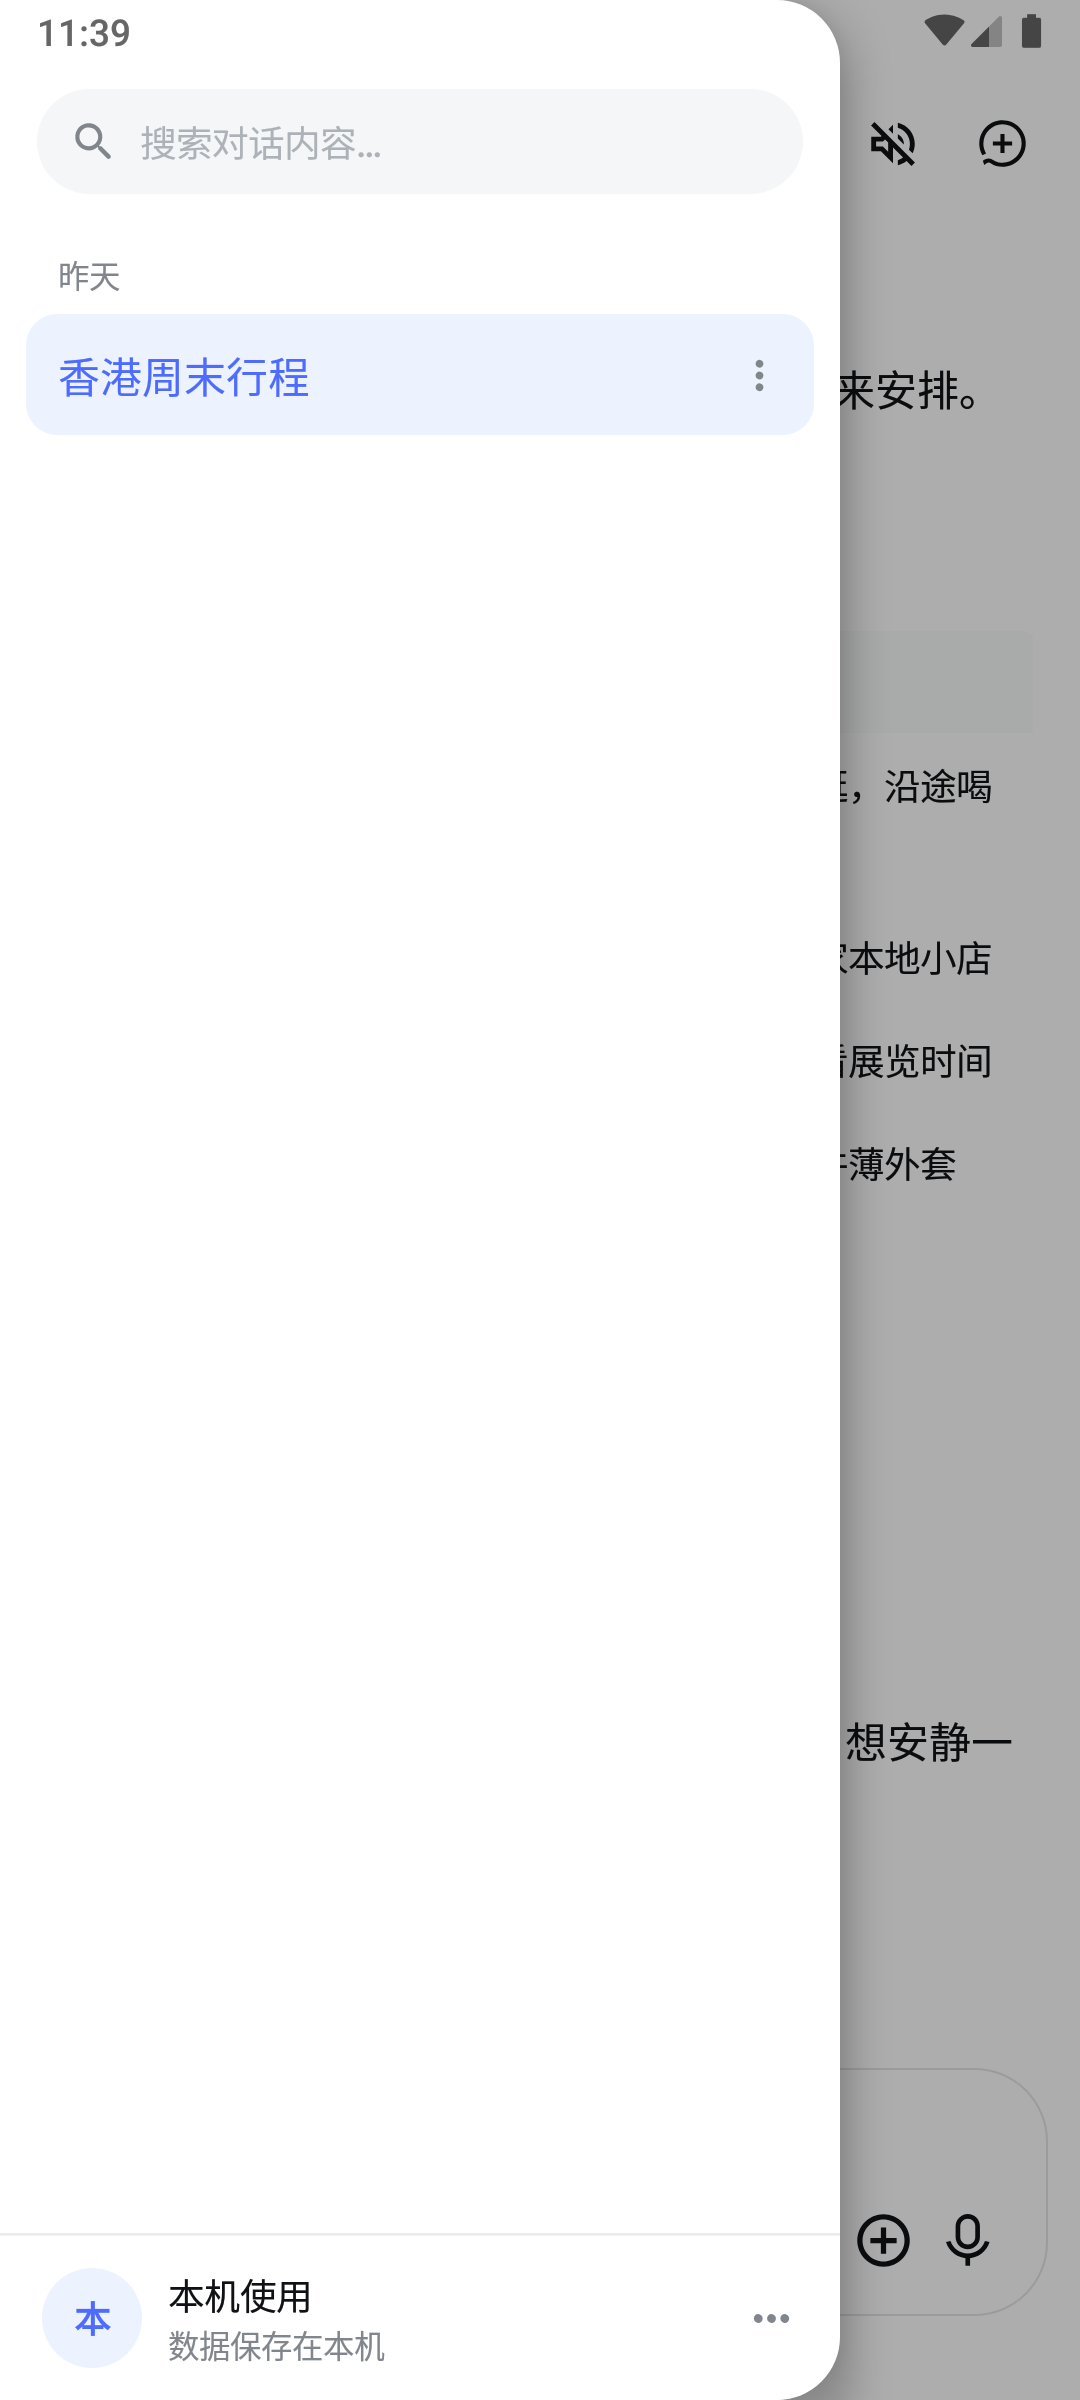 11:39
搜索对话内容...
昨天
香港周末行程
来安排。
，沿途喝
本地小店
展览时间
薄外套
想安静一
本
本机使用
数据保存在本机